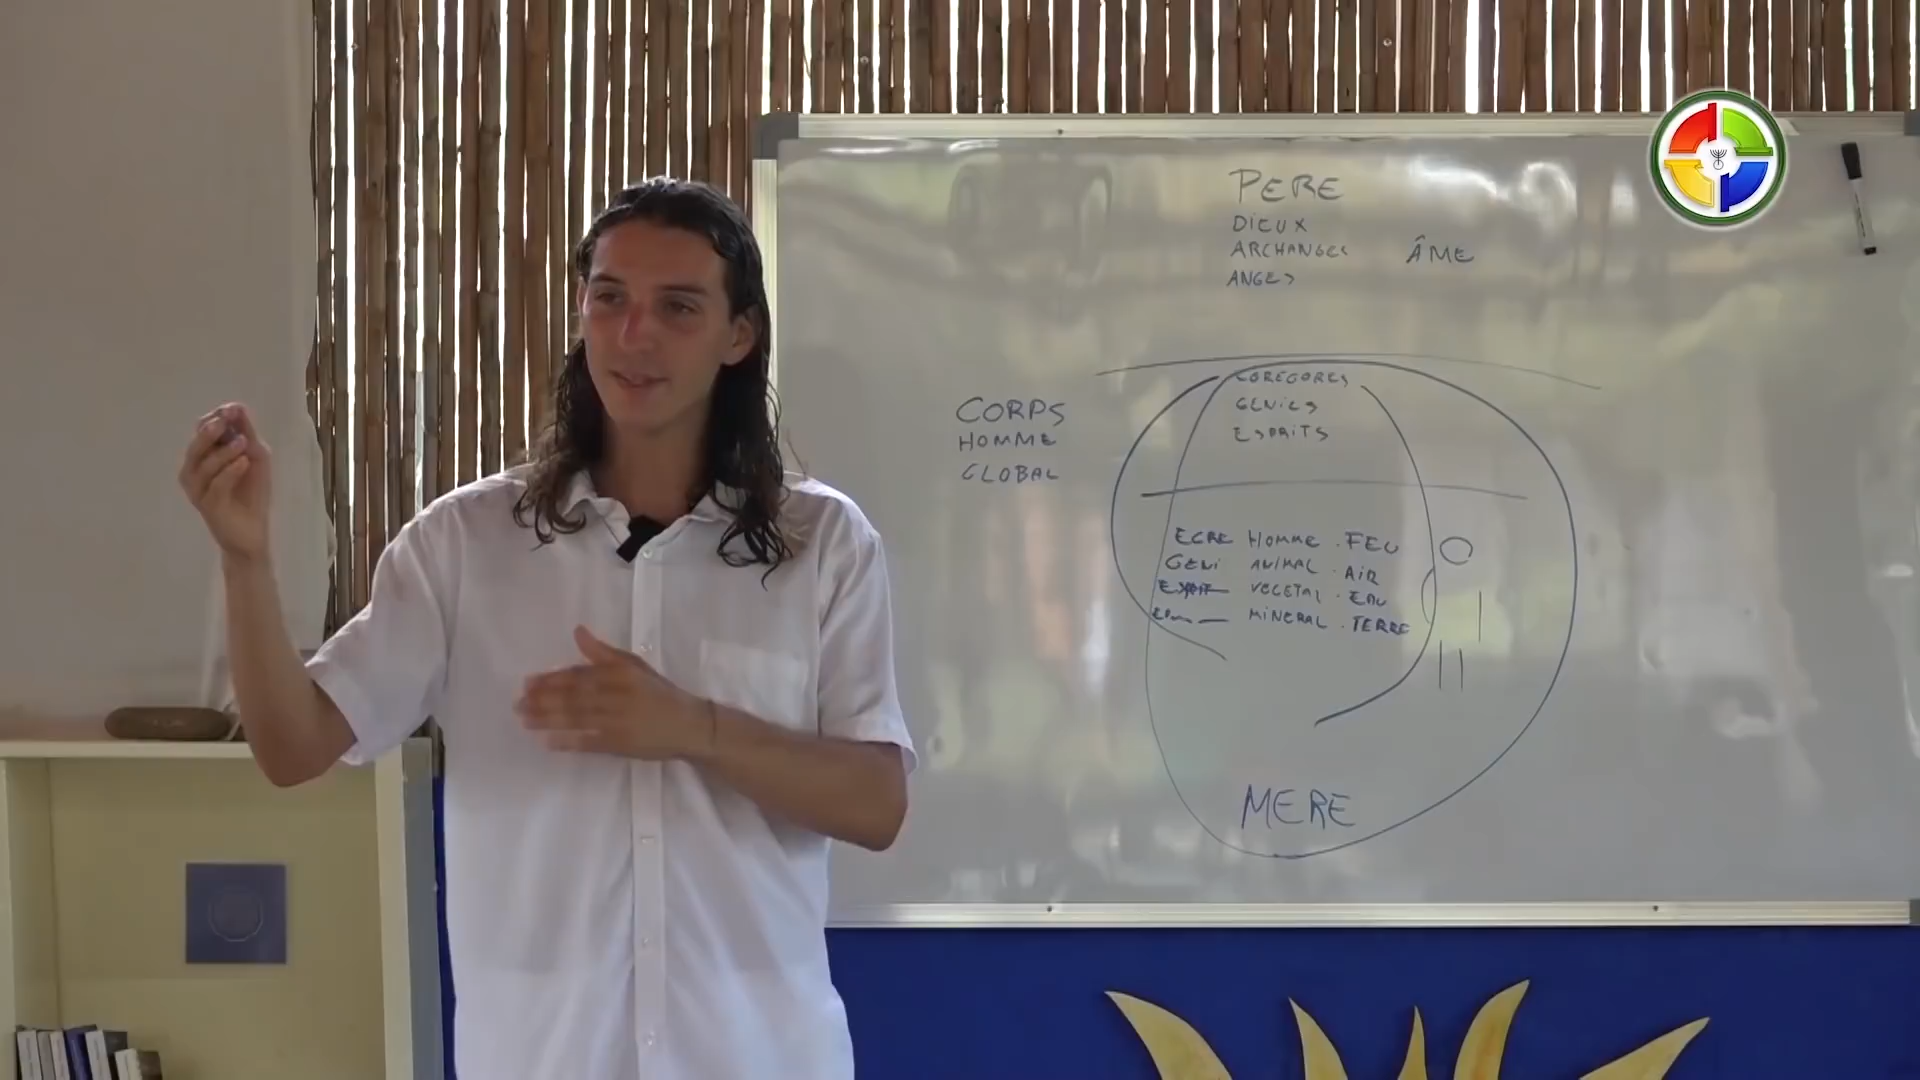 PERE
DIEUX
ARCHANGES
ÂME
ANGES
CORPS
HOMME
GLOBAL
EGREGORES
GENIES
ESPRITS
EGRE HOMME . FEU
GENI ANIMAL . AIR
VEGETAL . EAU
MINERAL . TERRE
MERE